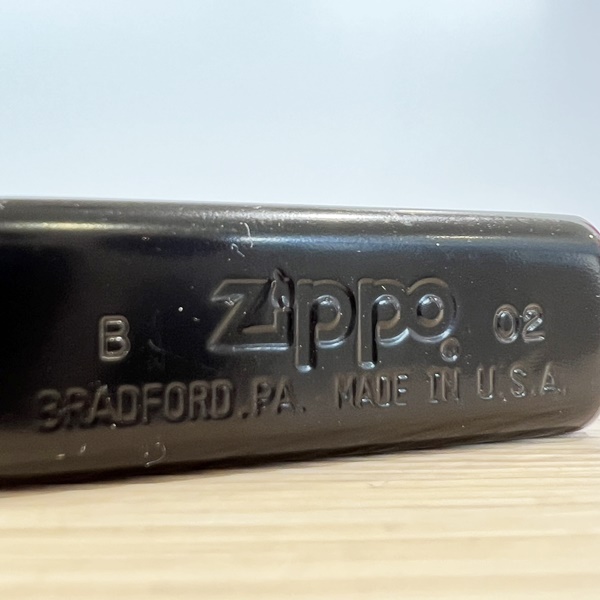 B Zippo® 02
BRADFORD, PA. MADE IN U.S.A.